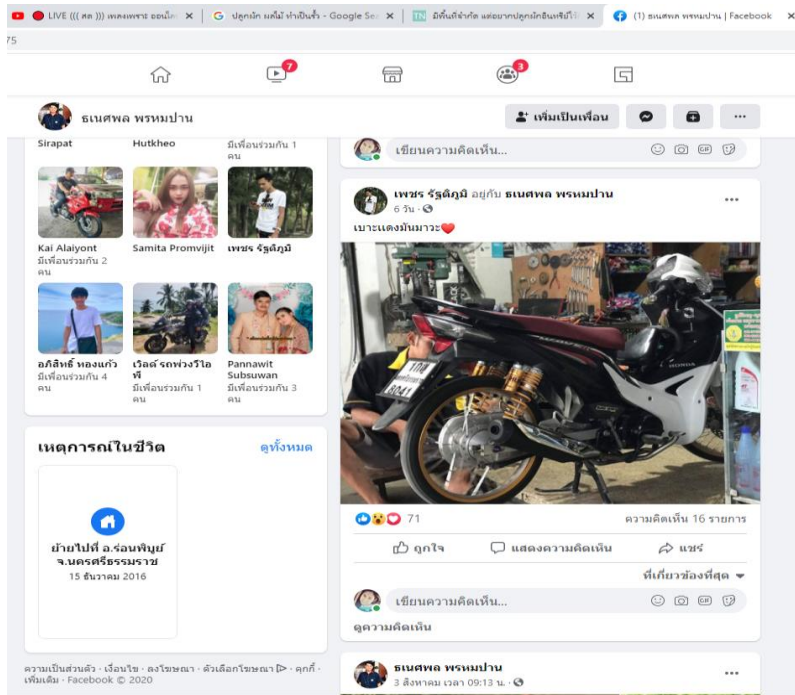 LIVE ((( สด ))) เพลงเพราะ ออนไล
ปลูกผัก ผลไม้ ทำเป็นรั้ว - Google Se
มีพื้นที่จำกัด แต่อยากปลูกผักอินทรีย์ไว้
(1) ธเนศพล พรหมปาน | Facebook
75
7
3
ธเนศพล พรหมปาน
เพิ่มเป็นเพื่อน
Sirapat
Hutkheo
มีเพื่อนร่วมกัน 1
คน
Kai Alaiyont
มีเพื่อนร่วมกัน 2
คน
Samita Promvijit
เพชร รัฐติภูมิ
อภิสิทธิ์ ทองแก้ว
มีเพื่อนร่วมกัน 4
คน
เวิลด์ รถพ่วงวีไอ
พี
มีเพื่อนร่วมกัน 1
คน
Pannawit
Subsuwan
มีเพื่อนร่วมกัน 3
คน
เหตุการณ์ในชีวิต
ดูทั้งหมด
ย้ายไปที่ อ.ร่อนพิบูย์
จ.นครศรีธรรมราช
15 ธันวาคม 2016
ความเป็นส่วนตัว · เงื่อนไข · ลงโฆษณา · ตัวเลือกโฆษณา · คุกกี้ ·
เพิ่มเติม · Facebook © 2020
เขียนความคิดเห็น...
GIF
เพชร รัฐติภูมิ อยู่กับ ธเนศพล พรหมปาน
6 วัน ·
เบาะแดงมันมาวะ❤️
HONDA
8041
71
ความคิดเห็น 16 รายการ
ถูกใจ
แสดงความคิดเห็น
แชร์
ที่เกี่ยวข้องที่สุด
เขียนความคิดเห็น...
GIF
ดูความคิดเห็น
ธเนศพล พรหมปาน
3 สิงหาคม เวลา 09:13 น. ·